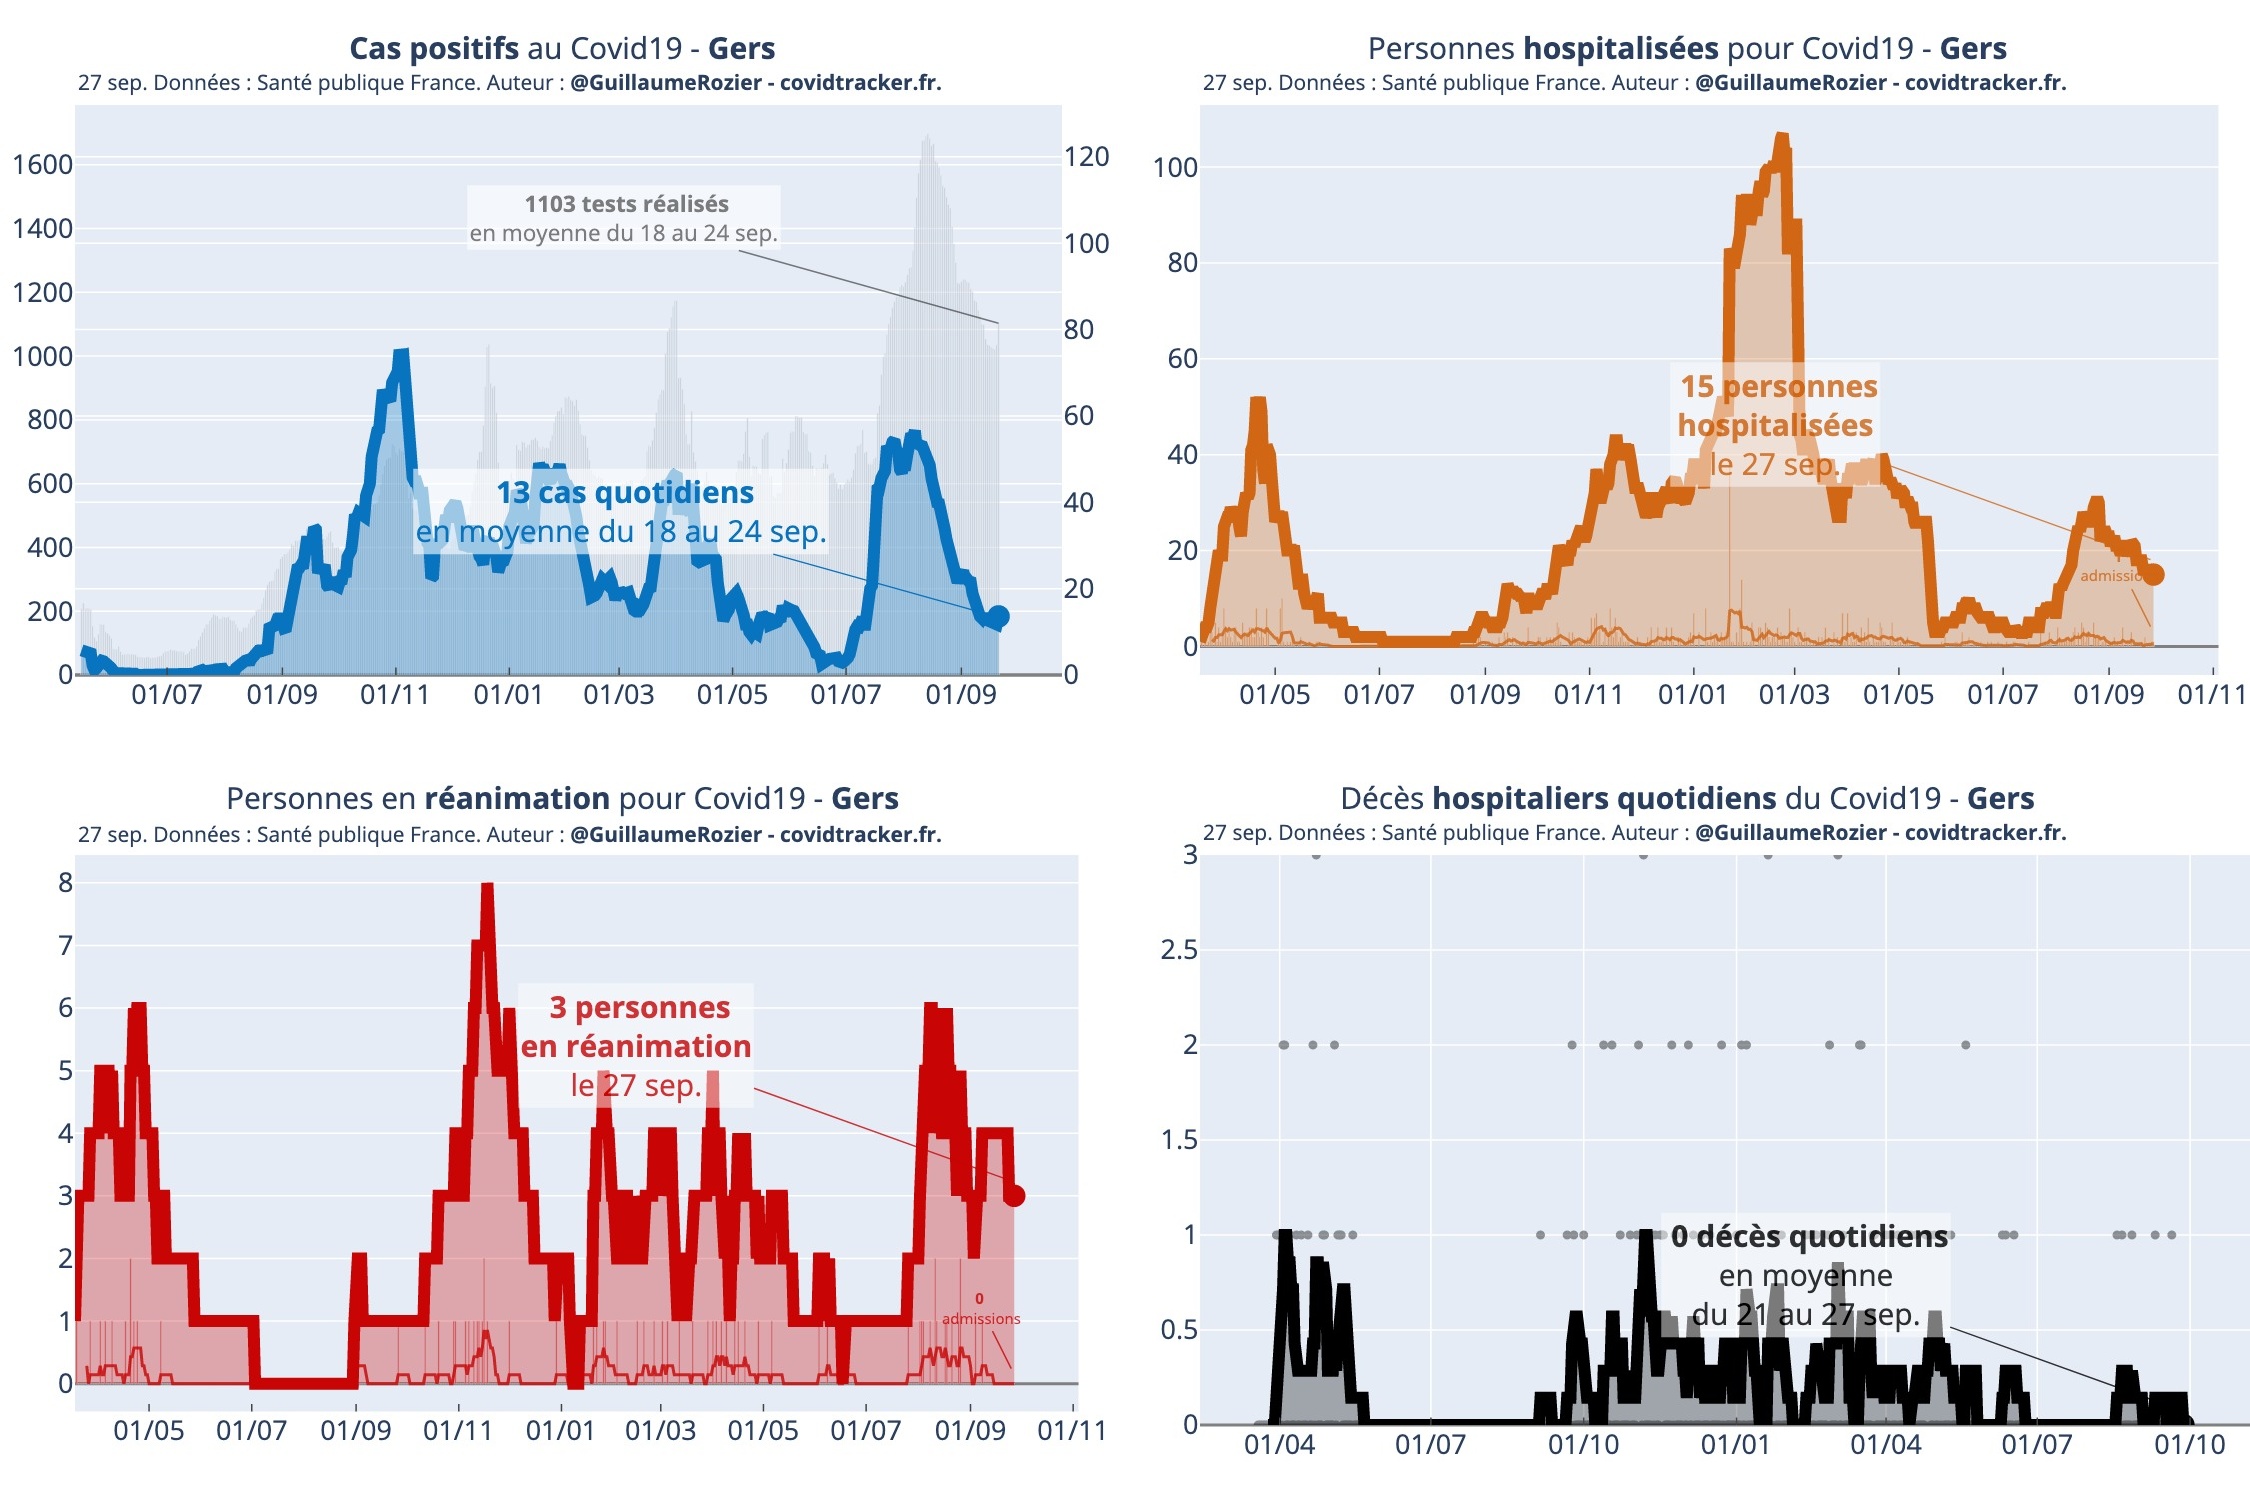 Cas positifs au Covid19 - Gers
27 sep. Données : Santé publique France. Auteur : @GuillaumeRozier - covidtracker.fr.
1600
1400
1200
1000
800
600
400
200
0
120
100
80
60
40
20
0
1103 tests réalisés
en moyenne du 18 au 24 sep.
13 cas quotidiens
en moyenne du 18 au 24 sep.
01/07 01/09 01/11 01/01 01/03 01/05 01/07 01/09
Personnes hospitalisées pour Covid19 - Gers
27 sep. Données : Santé publique France. Auteur : @GuillaumeRozier - covidtracker.fr.
100
80
60
40
20
0
15 personnes
hospitalisées
le 27 sep.
admissio
01/05 01/07 01/09 01/11 01/01 01/03 01/05 01/07 01/09 01/11
Personnes en réanimation pour Covid19 - Gers
27 sep. Données : Santé publique France. Auteur : @GuillaumeRozier - covidtracker.fr.
8
7
6
5
4
3
2
1
0
3 personnes
en réanimation
le 27 sep.
0
admissions
01/05 01/07 01/09 01/11 01/01 01/03 01/05 01/07 01/09 01/11
Décès hospitaliers quotidiens du Covid19 - Gers
27 sep. Données : Santé publique France. Auteur : @GuillaumeRozier - covidtracker.fr.
3
2.5
2
1.5
1
0.5
0
0 décès quotidiens
en moyenne
du 21 au 27 sep.
01/04 01/07 01/10 01/01 01/04 01/07 01/10